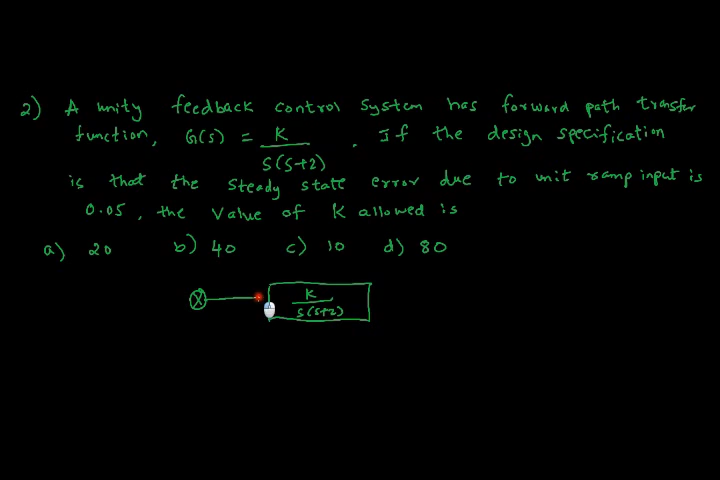 2) A unity feedback control system has forward path transfer
function, G(s) = K / s(s+2) . If the design specification
is that the steady state error due to unit ramp input is
0.05, the value of K allowed is
a) 20 b) 40 c) 10 d) 80
K / s(s+2)